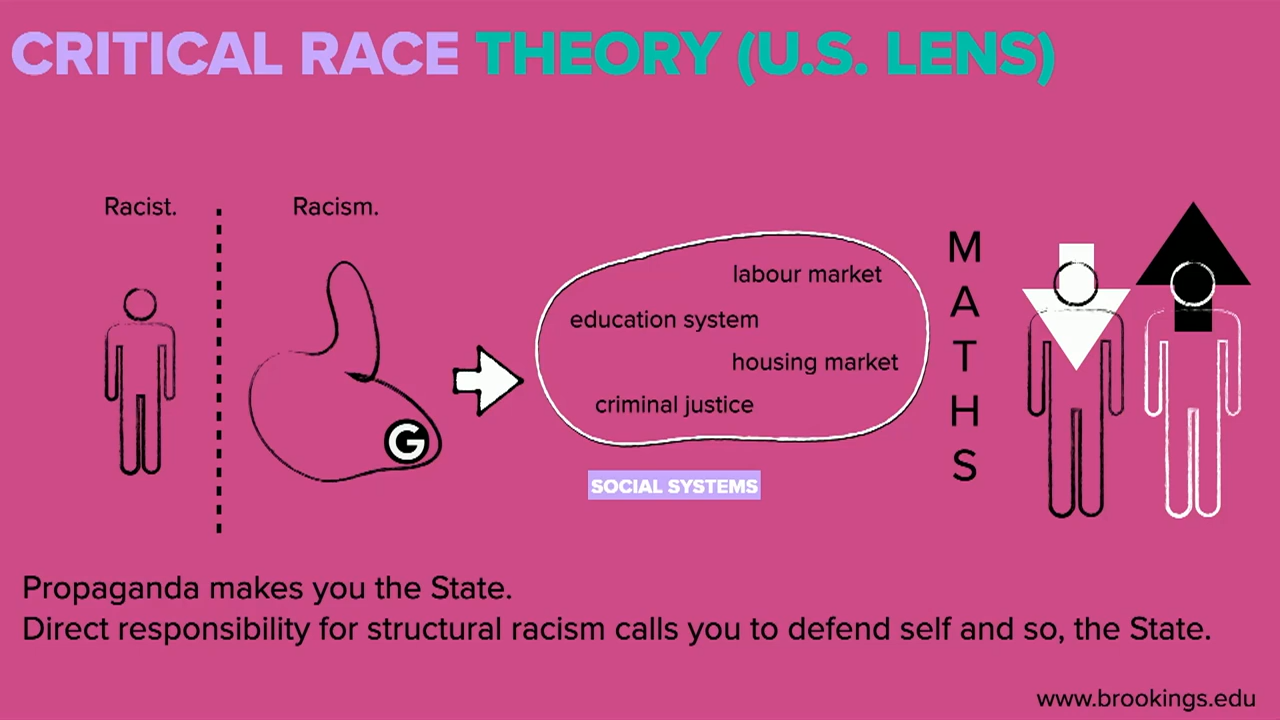 CRITICAL RACE THEORY (U.S. LENS)
Racist.
Racism.
G
labour market
education system
housing market
criminal justice
SOCIAL SYSTEMS
M
A
T
H
S
Propaganda makes you the State.
Direct responsibility for structural racism calls you to defend self and so, the State.
www.brookings.edu